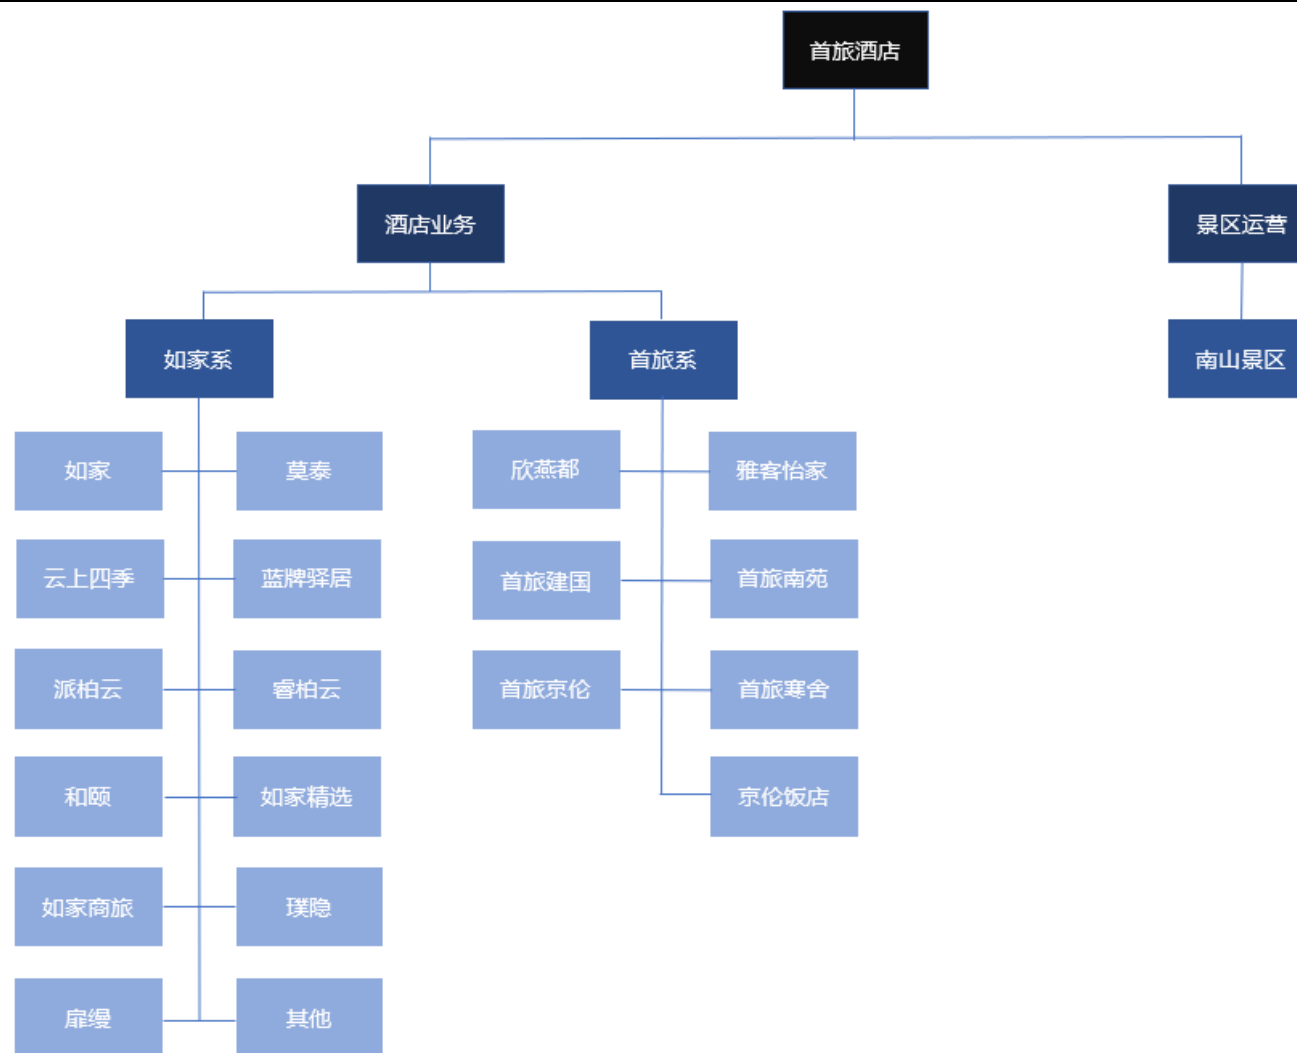 首旅酒店
酒店业务
景区运营
如家系
首旅系
南山景区
如家
莫泰
欣燕都
雅客怡家
云上四季
蓝牌驿居
首旅建国
首旅南苑
派柏云
睿柏云
首旅京伦
首旅寒舍
和颐
如家精选
京伦饭店
如家商旅
璞隐
扉缦
其他